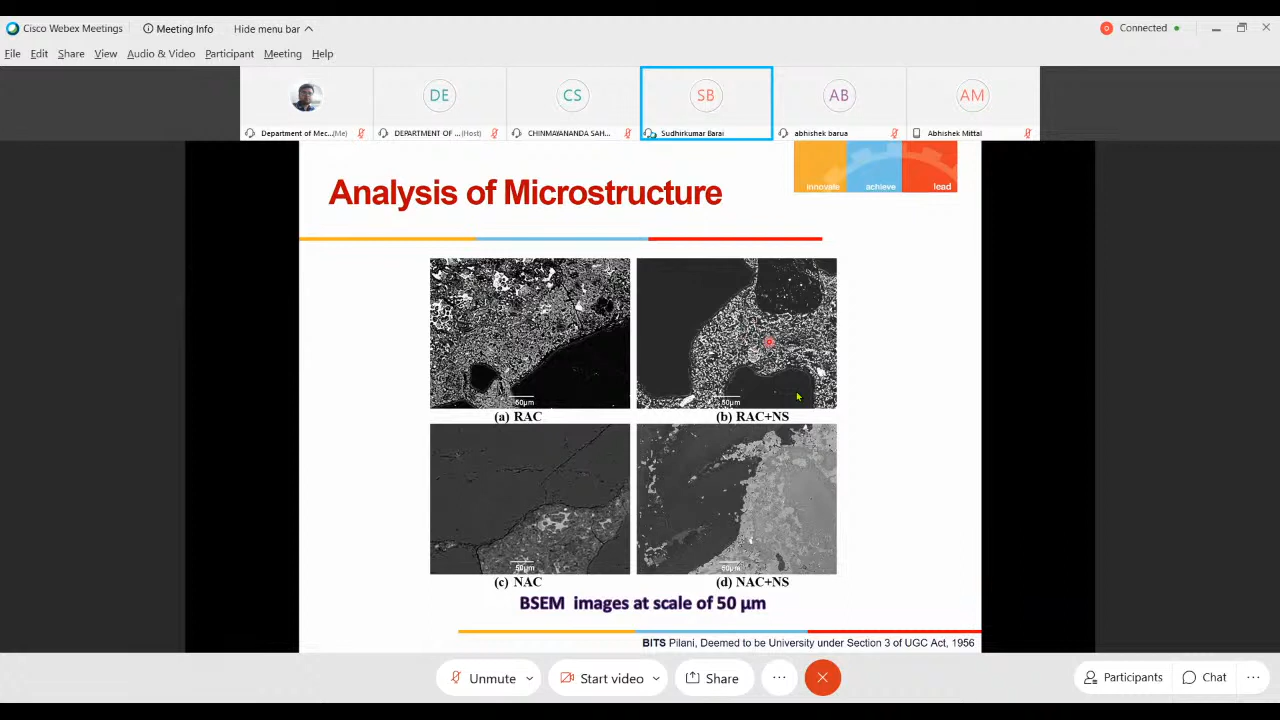 Cisco Webex Meetings Meeting Info Hide menu bar Connected
File Edit Share View Audio & Video Participant Meeting Help
DE CS SB AB AM
Department of Mec...(Me) DEPARTMENT OF ...(Host) CHINMAYANANDA SAH... Sudhirkumar Barai abhishek barua Abhishek Mittal
innovate achieve lead
Analysis of Microstructure
50µm 50µm
(a) RAC (b) RAC+NS
50µm 50µm
(c) NAC (d) NAC+NS
BSEM images at scale of 50 µm
BITS Pilani, Deemed to be University under Section 3 of UGC Act, 1956
Unmute Start video Share Participants Chat